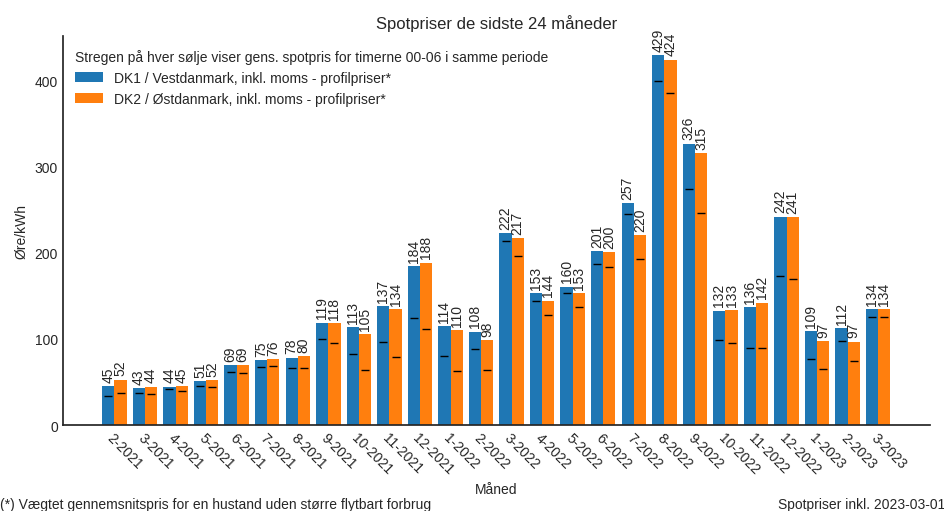 Spotpriser de sidste 24 måneder
Stregen på hver sølje viser gens. spotpris for timerne 00-06 i samme periode
DK1 / Vestdanmark, inkl. moms - profilpriser*
DK2 / Østdanmark, inkl. moms - profilpriser*
Øre/kWh
400
300
200
100
0
45 52 43 44 44 45 51 52 69 69 75 76 78 80 119 118 113 105 137 134 184 188 114 110 108 98 222 217 153 144 160 153 201 200 257 220 429 424 326 315 132 133 136 142 242 241 109 97 112 97 134 134
2-2021 3-2021 4-2021 5-2021 6-2021 7-2021 8-2021 9-2021 10-2021 11-2021 12-2021 1-2022 2-2022 3-2022 4-2022 5-2022 6-2022 7-2022 8-2022 9-2022 10-2022 11-2022 12-2022 1-2023 2-2023 3-2023
Måned
(*) Vægtet gennemsnitspris for en hustand uden større flytbart forbrug
Spotpriser inkl. 2023-03-01